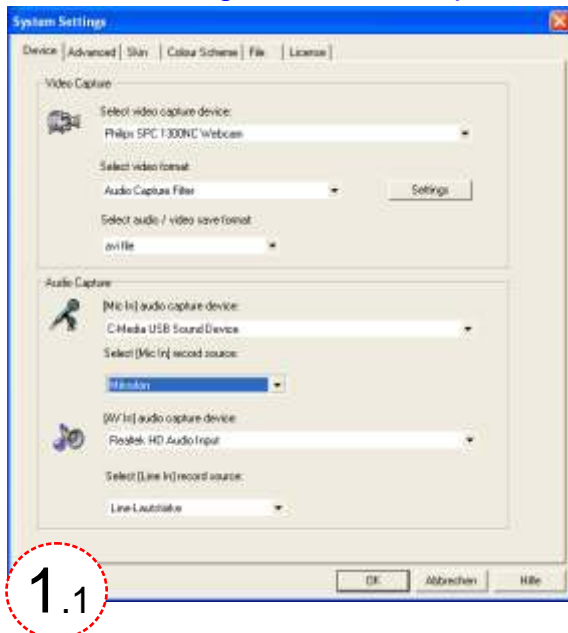 System Settings
Device Advanced Skin Colour Scheme File License
Video Capture
Select video capture device:
Philips SPC 1300NC Webcam
Select video format:
Audio Capture Filter Settings
Select audio / video save format:
avi file
Audio Capture
[Mic In] audio capture device:
C-Media USB Sound Device
Select [Mic In] record source:
Mikrofon
[AV In] audio capture device:
Realtek HD Audio Input
Select [Line In] record source:
Line-Lautstärke
OK Abbrechen Hilfe
1.1